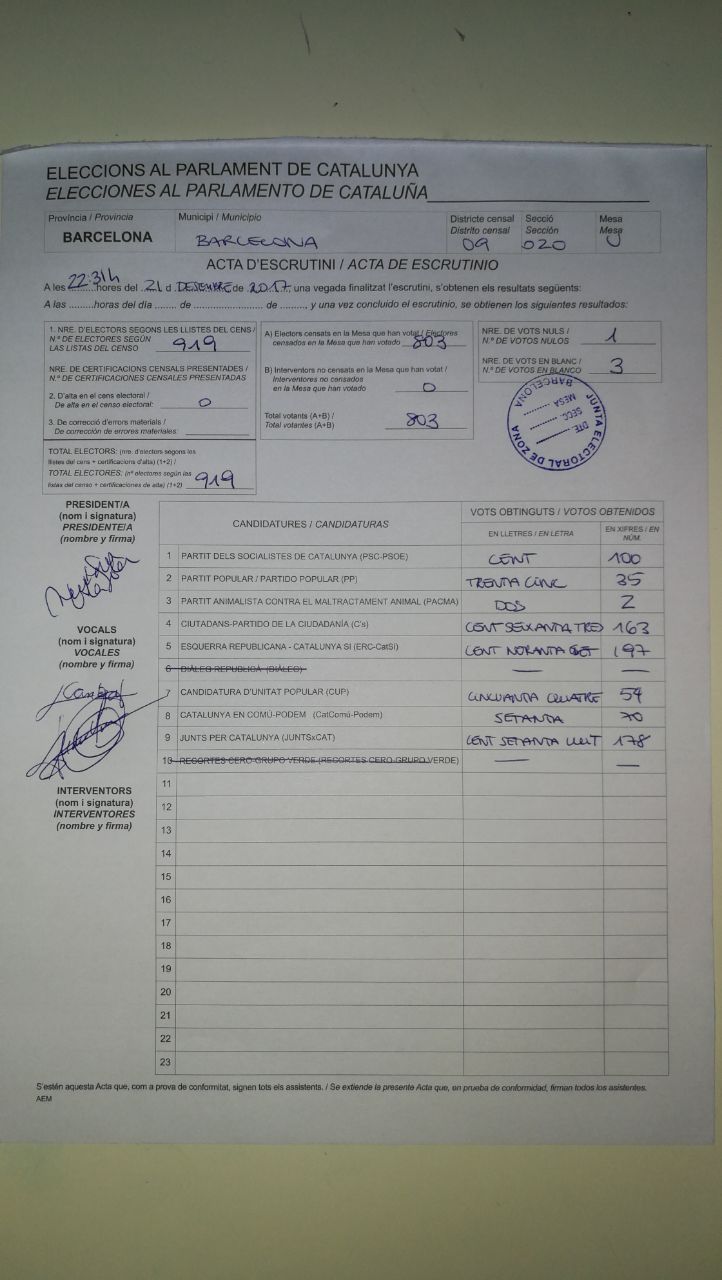 ELECCIONS AL PARLAMENT DE CATALUNYA
ELECCIONES AL PARLAMENTO DE CATALUÑA
Província / Provincia
BARCELONA
Municipi / Municipio
BARCELONA
Districte censal
Distrito censal
09
Secció
Sección
020
Mesa
Mesa
U
ACTA D'ESCRUTINI / ACTA DE ESCRUTINIO
A les 22:31h hores del 21 d DESEMBRE de 2017, una vegada finalitzat l'escrutini, s'obtenen els resultats següents:
A las ........horas del día ....... de ....................... de ........... y una vez concluido el escrutinio, se obtienen los siguientes resultados:
1. NRE. D'ELECTORS SEGONS LES LLISTES DEL CENS /
N.º DE ELECTORES SEGÚN
LAS LISTAS DEL CENSO 919
NRE. DE CERTIFICACIONS CENSALS PRESENTADES /
N.º DE CERTIFICACIONES CENSALES PRESENTADAS
2. D'alta en el cens electoral /
De alta en el censo electoral: 0
3. De correcció d'errors materials /
De corrección de errores materiales:
TOTAL ELECTORS: (nre. d'electors segons les
llistes del cens + certificacions d'alta) (1+2) /
TOTAL ELECTORES: (nº electores según las
listas del censo + certificaciones de alta) (1+2) 919
A) Electors censats en la Mesa que han votat / Electores
censados en la Mesa que han votado 803
B) Interventors no censats en la Mesa que han votat /
Interventores no censados
en la Mesa que han votado 0
Total votants (A+B) /
Total votantes (A+B) 803
NRE. DE VOTS NULS /
N.º DE VOTOS NULOS 1
NRE. DE VOTS EN BLANC /
N.º DE VOTOS EN BLANCO 3
JUNTA ELECTORAL DE ZONA
BARCELONA
DTE.
SECC.
MESA
PRESIDENT/A
(nom i signatura)
PRESIDENTE/A
(nombre y firma)
VOCALS
(nom i signatura)
VOCALES
(nombre y firma)
INTERVENTORS
(nom i signatura)
INTERVENTORES
(nombre y firma)
CANDIDATURES / CANDIDATURAS
VOTS OBTINGUTS / VOTOS OBTENIDOS
EN LLETRES / EN LETRA
EN XIFRES / EN NÚM.
1 PARTIT DELS SOCIALISTES DE CATALUNYA (PSC-PSOE) CENT 100
2 PARTIT POPULAR / PARTIDO POPULAR (PP) TRENTA CINC 35
3 PARTIT ANIMALISTA CONTRA EL MALTRACTAMENT ANIMAL (PACMA) DOS 2
4 CIUTADANS-PARTIDO DE LA CIUDADANÍA (C's) CENT SEIXANTA TRES 163
5 ESQUERRA REPUBLICANA - CATALUNYA SI (ERC-CatSí) CENT NORANTA SET 197
6 DIÀLEG REPUBLICÀ (DIÀLEG) — —
7 CANDIDATURA D'UNITAT POPULAR (CUP) CINCUANTA QUATRE 54
8 CATALUNYA EN COMÚ-PODEM (CatComú-Podem) SETANTA 70
9 JUNTS PER CATALUNYA (JUNTSxCAT) CENT SETANTA VUIT 178
10 RECORTES CERO-GRUPO VERDE (RECORTES CERO-GRUPO VERDE) — —
11
12
13
14
15
16
17
18
19
20
21
22
23
S'estén aquesta Acta que, com a prova de conformitat, signen tots els assistents. / Se extiende la presente Acta que, en prueba de conformidad, firman todos los asistentes.
AEM